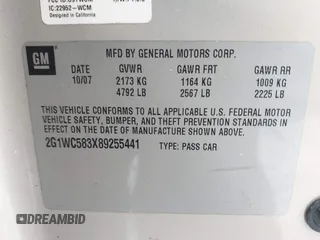 IC:22952-WCM
Designed in California
GM
MFD BY GENERAL MOTORS CORP.
10/07 GVWR GAWR FRT GAWR RR
2173 KG 1164 KG 1009 KG
4792 LB 2567 LB 2225 LB
THIS VEHICLE CONFORMS TO ALL APPLICABLE U.S. FEDERAL MOTOR
VEHICLE SAFETY, BUMPER, AND THEFT PREVENTION STANDARDS IN
EFFECT ON THE DATE OF MANUFACTURE SHOWN ABOVE.
2G1WC583X89255441 TYPE: PASS CAR
DREAMBID